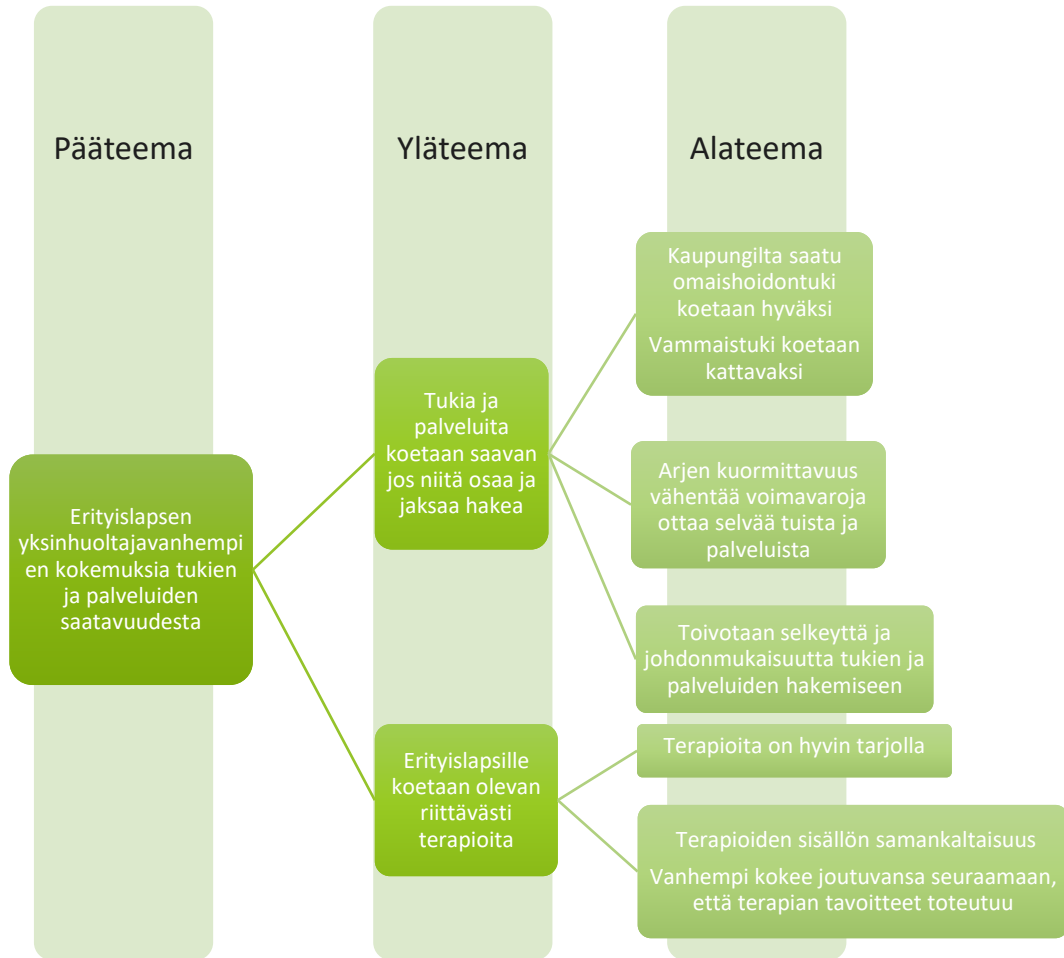 Pääteema
Yläteema
Alateema
Erityislapsen
yksinhuoltajavanhempi
en kokemuksia tukien
ja palveluiden
saatavuudesta
Tukia ja
palveluita
koetaan saavan
jos niitä osaa ja
jaksaa hakea
Kaupungilta saatu
omaishoidontuki
koetaan hyväksi
Vammaistuki koetaan
kattavaksi
Arjen kuormittavuus
vähentää voimavaroja
ottaa selvää tuista ja
palveluista
Toivotaan selkeyttä ja
johdonmukaisuutta tukien ja
palveluiden hakemiseen
Erityislapsille
koetaan olevan
riittävästi
terapioita
Terapioita on hyvin tarjolla
Terapioiden sisällön samankaltaisuus
Vanhempi kokee joutuvansa seuraamaan,
että terapian tavoitteet toteutuu